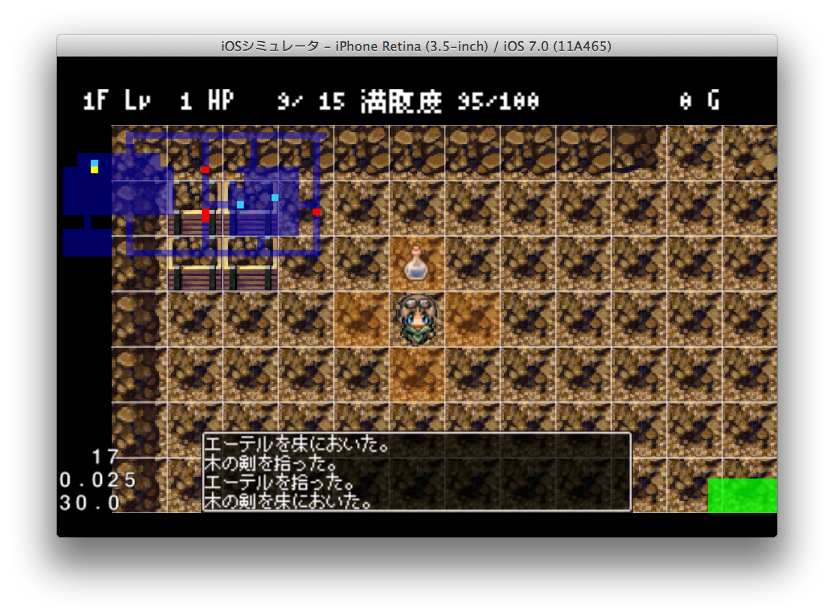 iOSシミュレータ – iPhone Retina (3.5-inch) / iOS 7.0 (11A465)
1F Lv 1 HP 9/ 15 満腹度 95/100 0 G
エーテルを床においた。
木の剣を拾った。
エーテルを拾った。
木の剣を床においた。
17
0.025
30.0